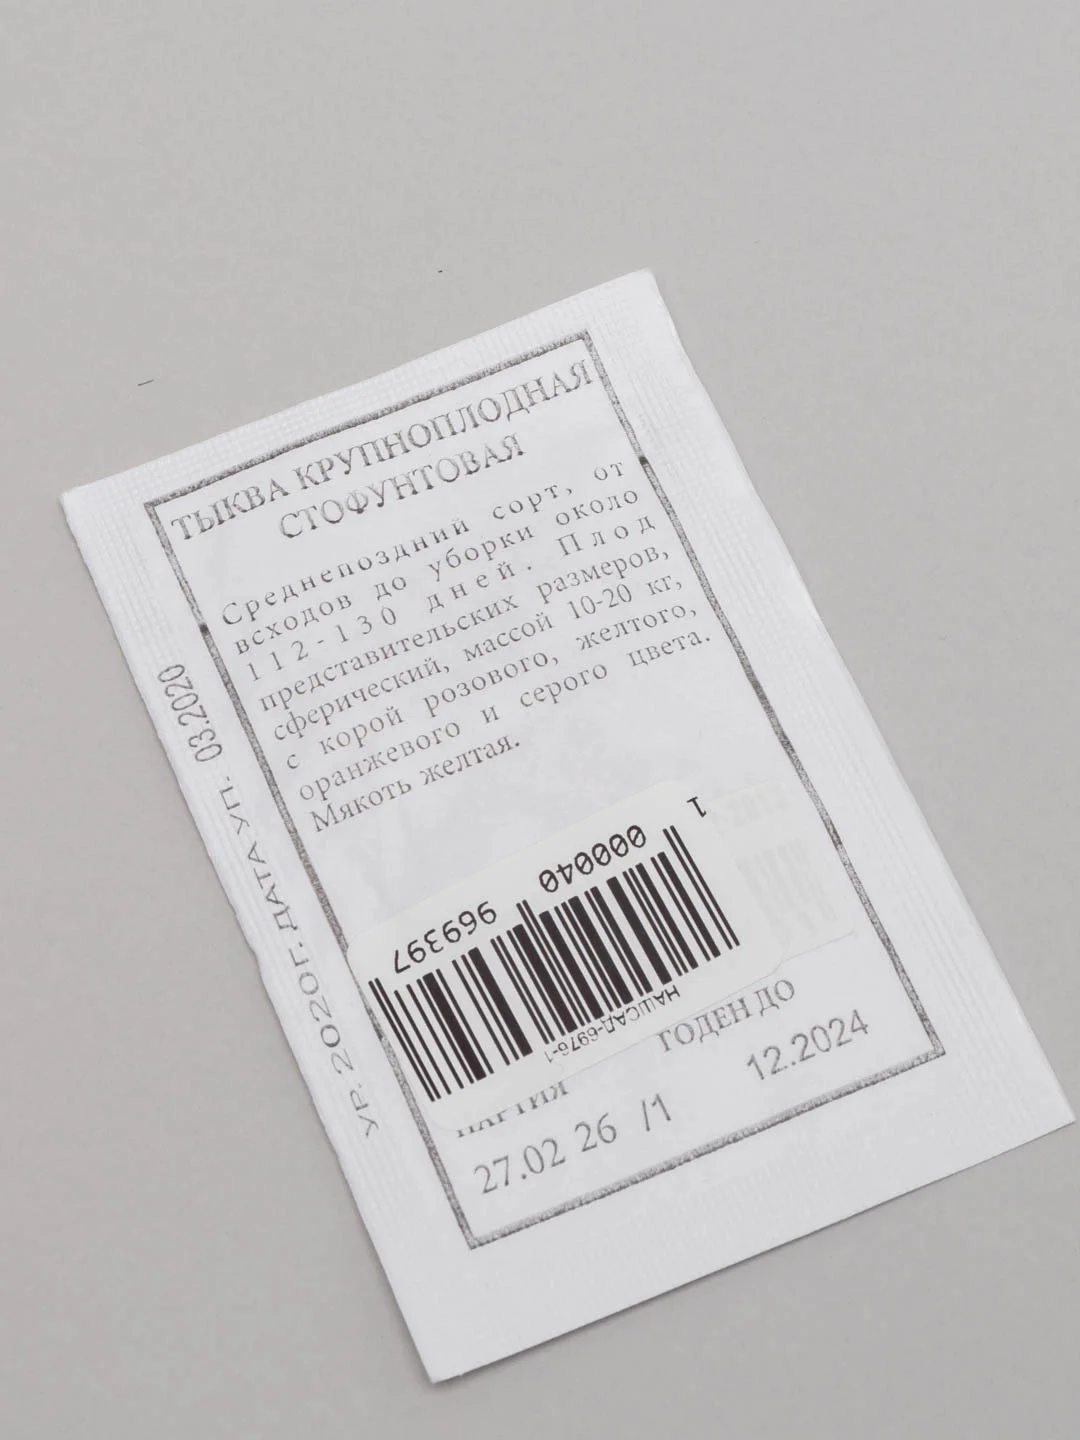 ТЫКВА КРУПНОПЛОДНАЯ
СТОФУНТОВАЯ
Среднепоздний сорт, от
всходов до уборки около
112-130 дней. Плод
представительских размеров,
сферический, массой 10-20 кг,
с корой розового, желтого,
оранжевого и серого цвета.
Мякоть желтая.
УР. 2020Г. ДАТА УП. 03.2020
1
000040
969397
НАШСАД-6976-1
ГОДЕН ДО
12.2024
ПАРТИЯ
27.02 26 /1